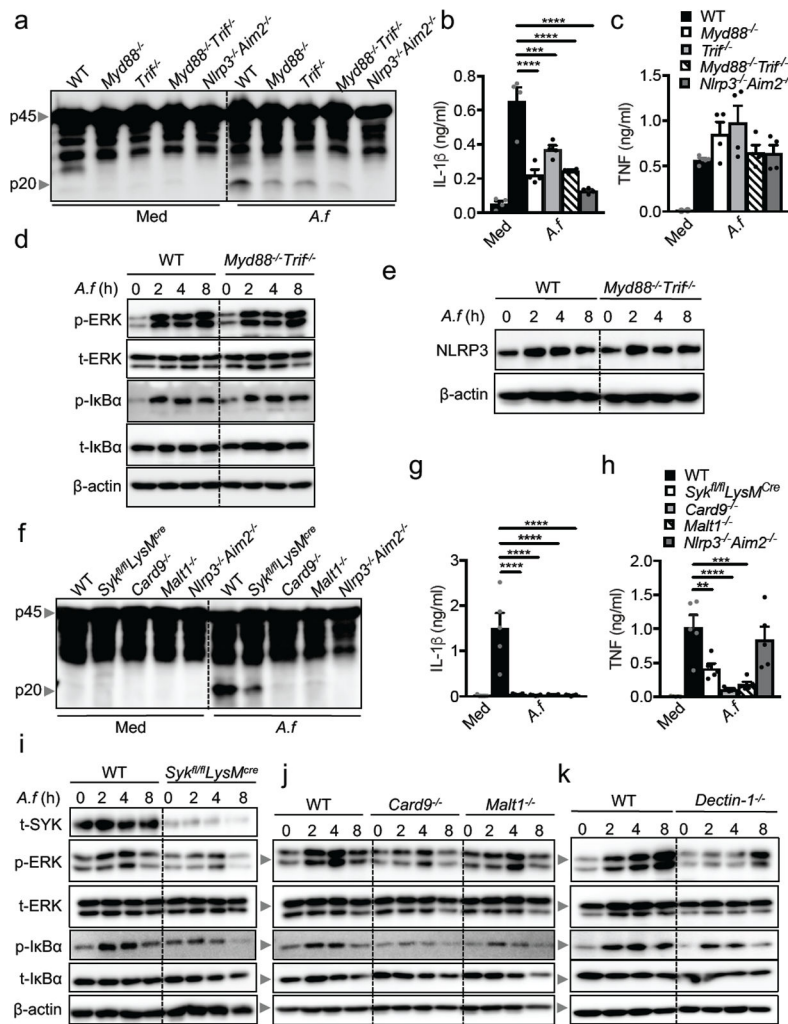 a
WT
Myd88-/-
Trif-/-
Myd88-/-Trif-/-
Nlrp3-/-Aim2-/-
WT
Myd88-/-
Trif-/-
Myd88-/-Trif-/-
Nlrp3-/-Aim2-/-
p45
p20
Med
A.f
b
****
****
***
****
IL-1β (ng/ml)
0.8
0.6
0.4
0.2
0.0
Med
A.f
c
WT
Myd88-/-
Trif-/-
Myd88-/-Trif-/-
Nlrp3-/-Aim2-/-
TNF (ng/ml)
1.5
1.0
0.5
0
Med
A.f
d
WT Myd88-/-Trif-/-
A.f (h) 0 2 4 8 0 2 4 8
p-ERK
t-ERK
p-IκBα
t-IκBα
β-actin
e
WT Myd88-/-Trif-/-
A.f (h) 0 2 4 8 0 2 4 8
NLRP3
β-actin
f
WT
Sykfl/flLysMcre
Card9-/-
Malt1-/-
Nlrp3-/-Aim2-/-
WT
Sykfl/flLysMcre
Card9-/-
Malt1-/-
Nlrp3-/-Aim2-/-
p45
p20
Med
A.f
g
****
****
****
****
IL-1β (ng/ml)
3
2
1
0
Med
A.f
h
WT
Sykfl/flLysMCre
Card9-/-
Malt1-/-
Nlrp3-/-Aim2-/-
***
****
**
TNF (ng/ml)
2.0
1.5
1.0
0.5
0.0
Med
A.f
i
WT Sykfl/flLysMcre
A.f (h) 0 2 4 8 0 2 4 8
t-SYK
p-ERK
t-ERK
p-IκBα
t-IκBα
β-actin
j
WT Card9-/- Malt1-/-
0 2 4 8 0 2 4 8 0 2 4 8
k
WT Dectin-1-/-
0 2 4 8 0 2 4 8